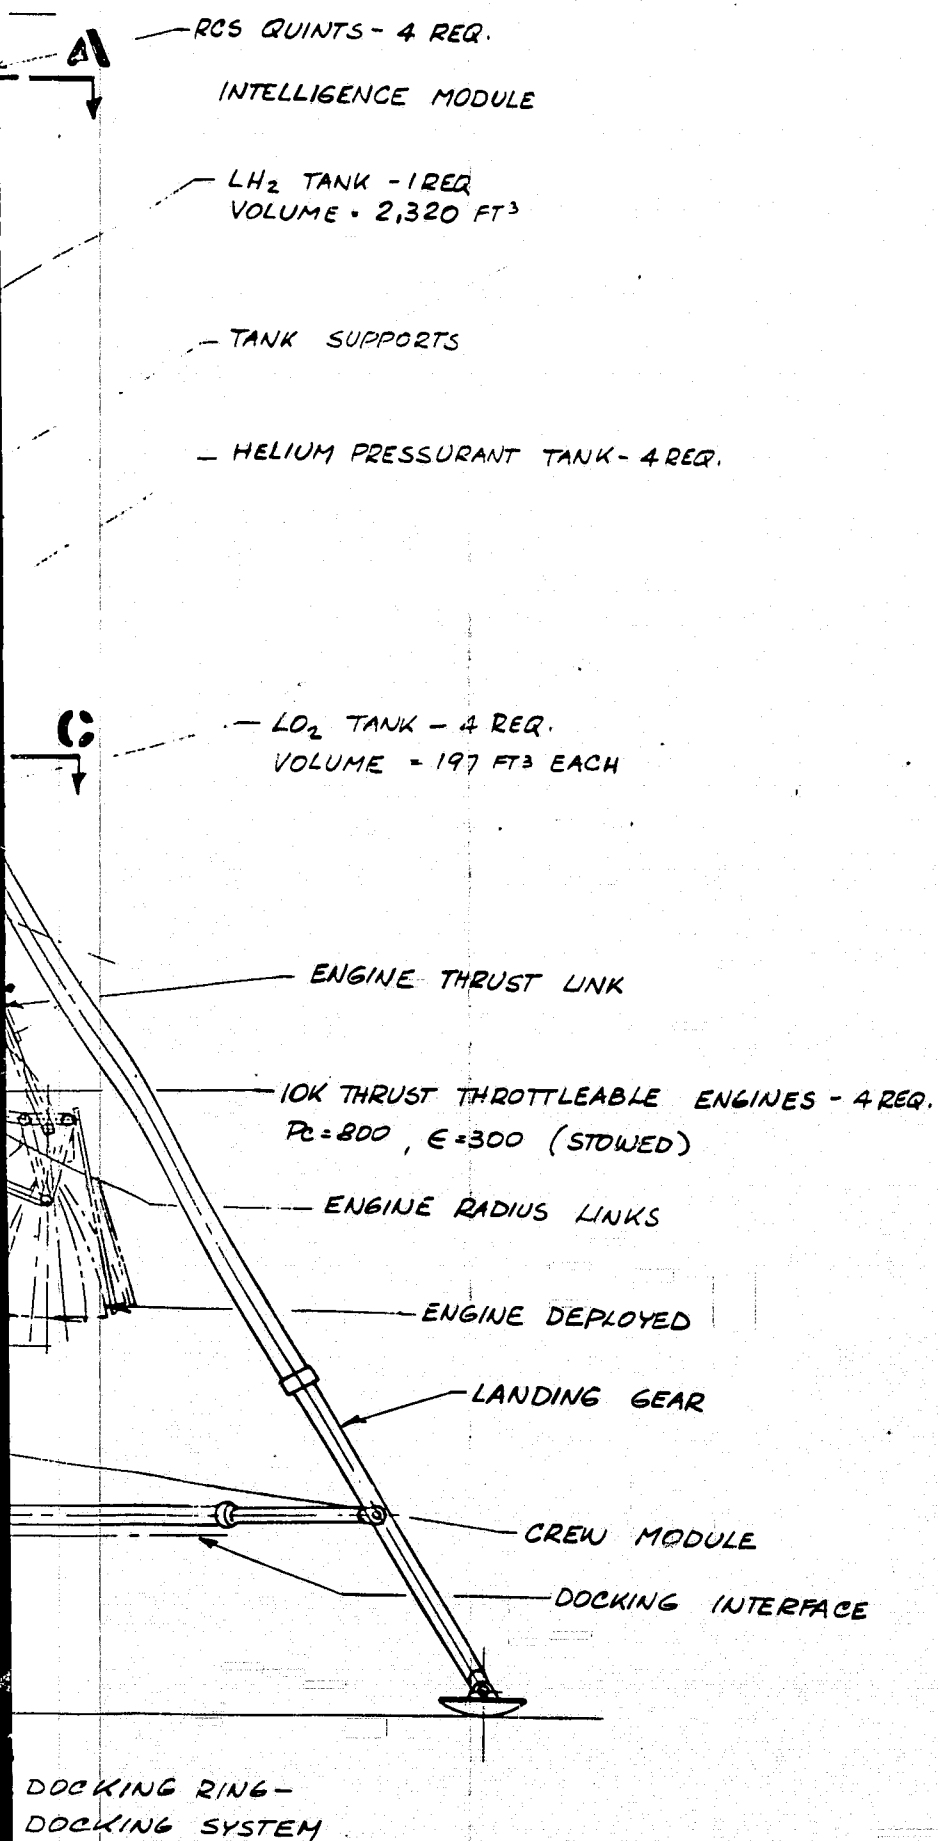 RCS QUINTS - 4 REQ.
A
INTELLIGENCE MODULE
LH₂ TANK - 1 REQ
VOLUME = 2,320 FT³
TANK SUPPORTS
HELIUM PRESSURANT TANK - 4 REQ.
C
LO₂ TANK - 4 REQ.
VOLUME = 197 FT³ EACH
ENGINE THRUST LINK
10K THRUST THROTTLEABLE ENGINES - 4 REQ.
Pc = 800, ϵ = 300 (STOWED)
ENGINE RADIUS LINKS
ENGINE DEPLOYED
LANDING GEAR
CREW MODULE
DOCKING INTERFACE
DOCKING RING -
DOCKING SYSTEM